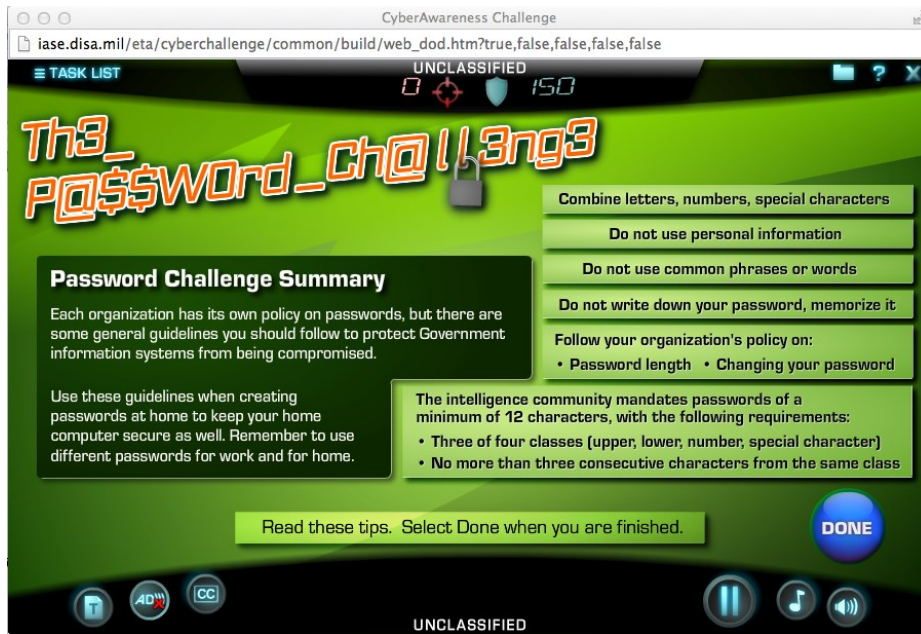 CyberAwareness Challenge
iase.disa.mil/eta/cyberchallenge/common/build/web_dod.htm?true,false,false,false,false
TASK LIST
UNCLASSIFIED
?
X
0
150
Th3_
P@$$W0rd_Ch@ll3ng3
Combine letters, numbers, special characters
Do not use personal information
Do not use common phrases or words
Do not write down your password, memorize it
Follow your organization's policy on:
• Password length • Changing your password
Password Challenge Summary
Each organization has its own policy on passwords, but there are
some general guidelines you should follow to protect Government
information systems from being compromised.
Use these guidelines when creating
passwords at home to keep your home
computer secure as well. Remember to use
different passwords for work and for home.
The intelligence community mandates passwords of a
minimum of 12 characters, with the following requirements:
• Three of four classes (upper, lower, number, special character)
• No more than three consecutive characters from the same class
Read these tips. Select Done when you are finished.
DONE
T
AD
CC
UNCLASSIFIED